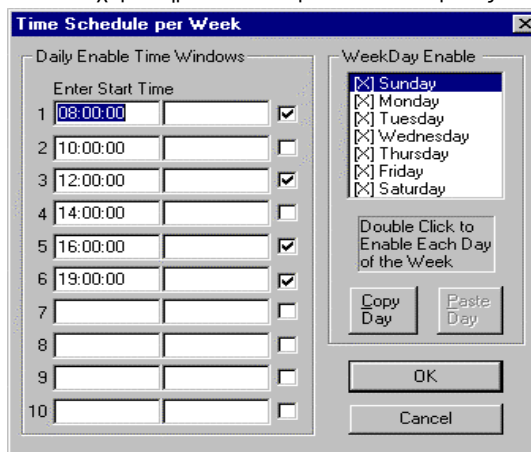 Time Schedule per Week
Daily Enable Time Windows
Enter Start Time
1 08:00:00
2 10:00:00
3 12:00:00
4 14:00:00
5 16:00:00
6 19:00:00
7
8
9
10
WeekDay Enable
[X] Sunday
[X] Monday
[X] Tuesday
[X] Wednesday
[X] Thursday
[X] Friday
[X] Saturday
Double Click to
Enable Each Day
of the Week
Copy
Day
Paste
Day
OK
Cancel